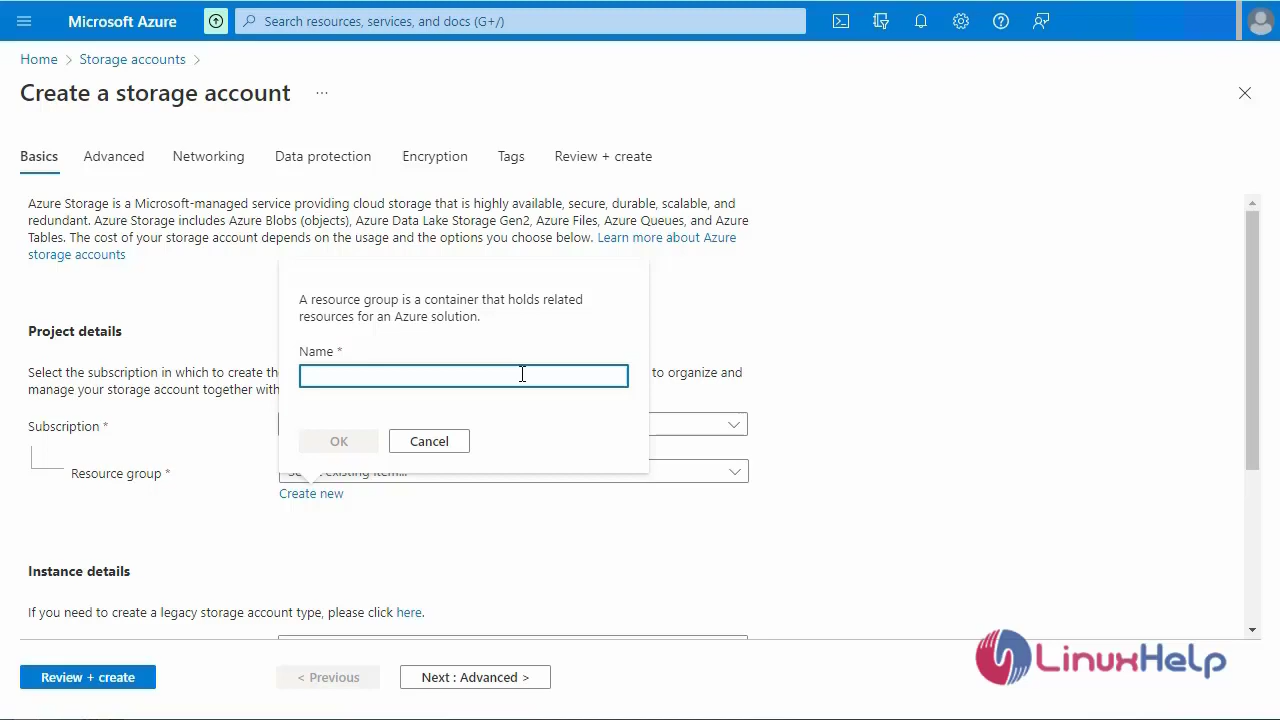 Microsoft Azure
Search resources, services, and docs (G+/)
Home > Storage accounts >
Create a storage account ...
Basics Advanced Networking Data protection Encryption Tags Review + create
Azure Storage is a Microsoft-managed service providing cloud storage that is highly available, secure, durable, scalable, and
redundant. Azure Storage includes Azure Blobs (objects), Azure Data Lake Storage Gen2, Azure Files, Azure Queues, and Azure
Tables. The cost of your storage account depends on the usage and the options you choose below. Learn more about Azure
storage accounts
A resource group is a container that holds related
resources for an Azure solution.
Project details
Name *
Select the subscription in which to create the
to organize and
manage your storage account together with
Subscription *
OK Cancel
Resource group *
existing item...
Create new
Instance details
If you need to create a legacy storage account type, please click here.
Review + create
< Previous
Next : Advanced >
LinuxHelp